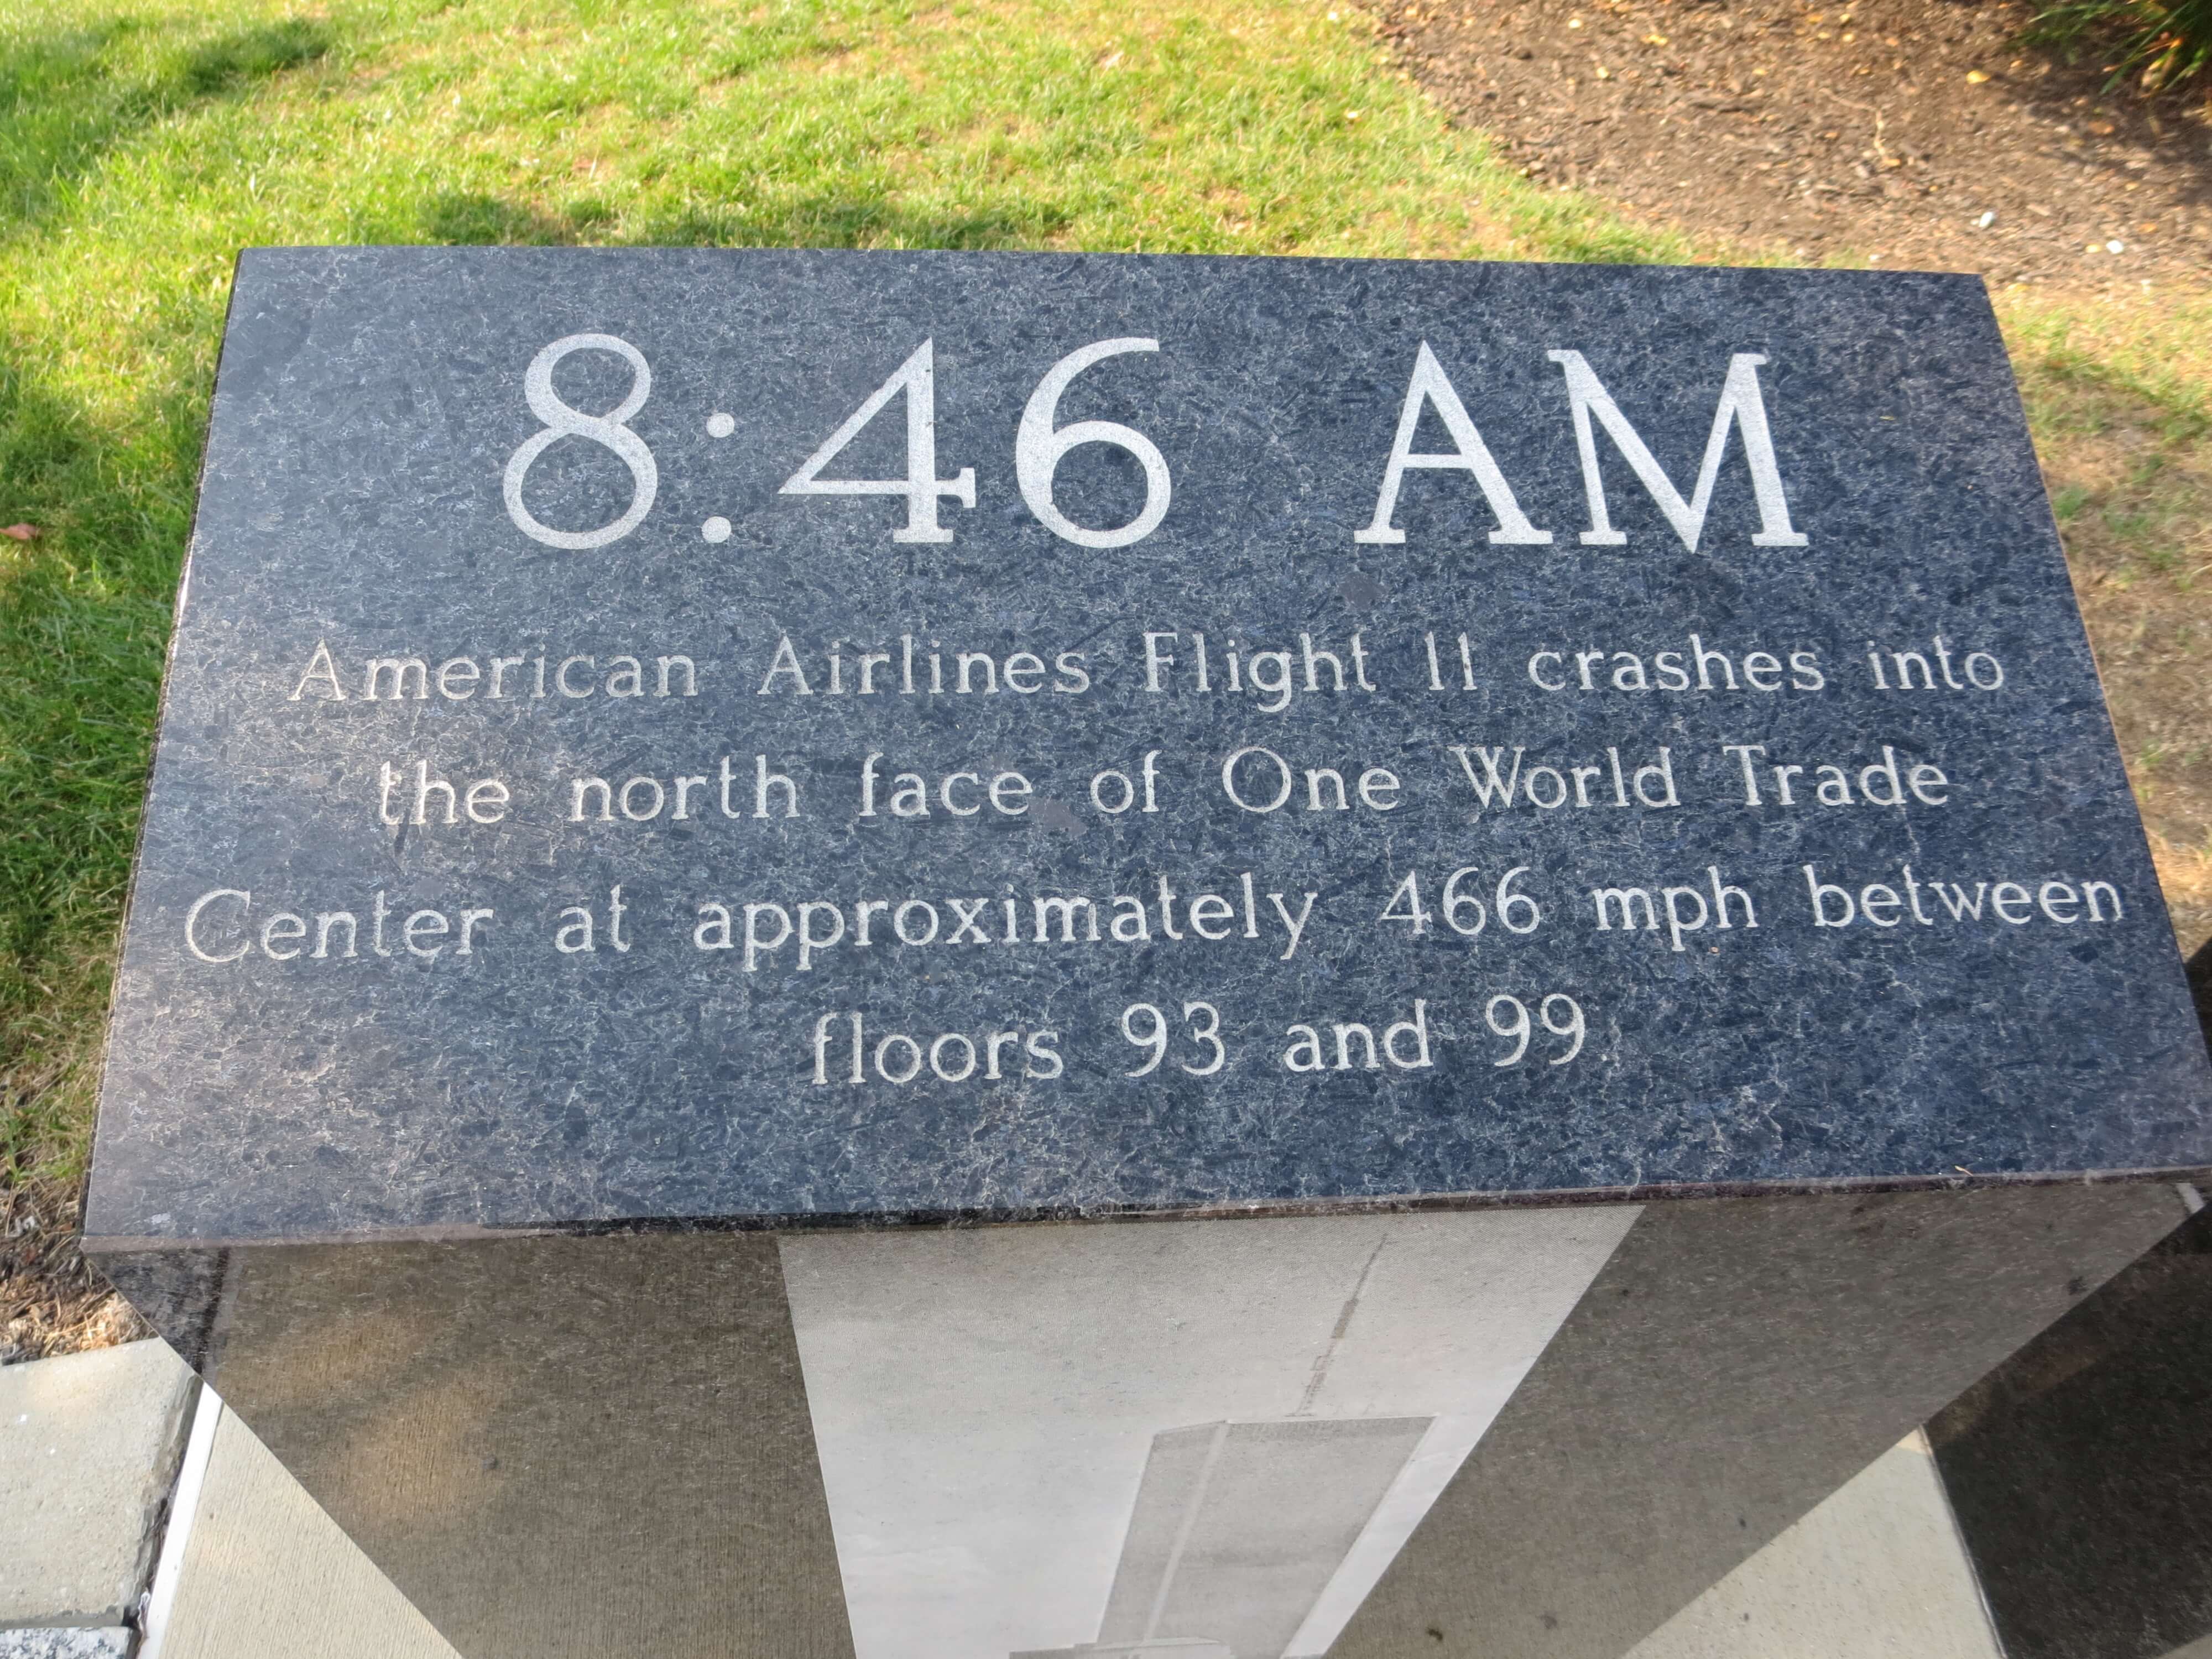 8:46 AM
American Airlines Flight 11 crashes into
the north face of One World Trade
Center at approximately 466 mph between
floors 93 and 99